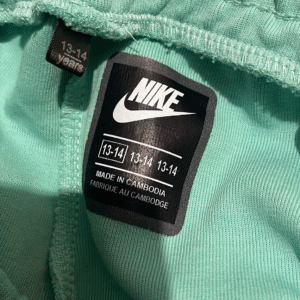 13-14
years
NIKE
13-14 13-14 13-14
MADE IN CAMBODIA
FABRIQUE AU CAMBODGE